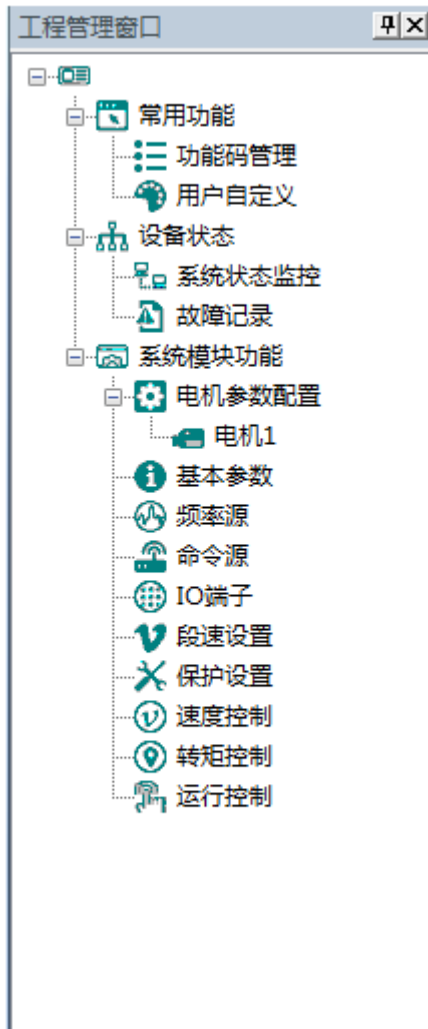 工程管理窗口
常用功能
功能码管理
用户自定义
设备状态
系统状态监控
故障记录
系统模块功能
电机参数配置
电机1
基本参数
频率源
命令源
IO端子
段速设置
保护设置
速度控制
转矩控制
运行控制